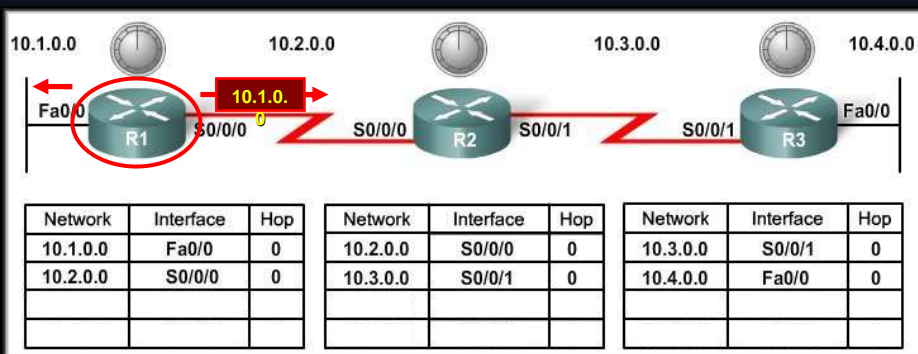 10.1.0.0 10.2.0.0 10.3.0.0 10.4.0.0
10.1.0.
0
Fa0/0 S0/0/0 S0/0/0 S0/0/1 S0/0/1 Fa0/0
R1 R2 R3
Network Interface Hop
10.1.0.0 Fa0/0 0
10.2.0.0 S0/0/0 0
Network Interface Hop
10.2.0.0 S0/0/0 0
10.3.0.0 S0/0/1 0
Network Interface Hop
10.3.0.0 S0/0/1 0
10.4.0.0 Fa0/0 0